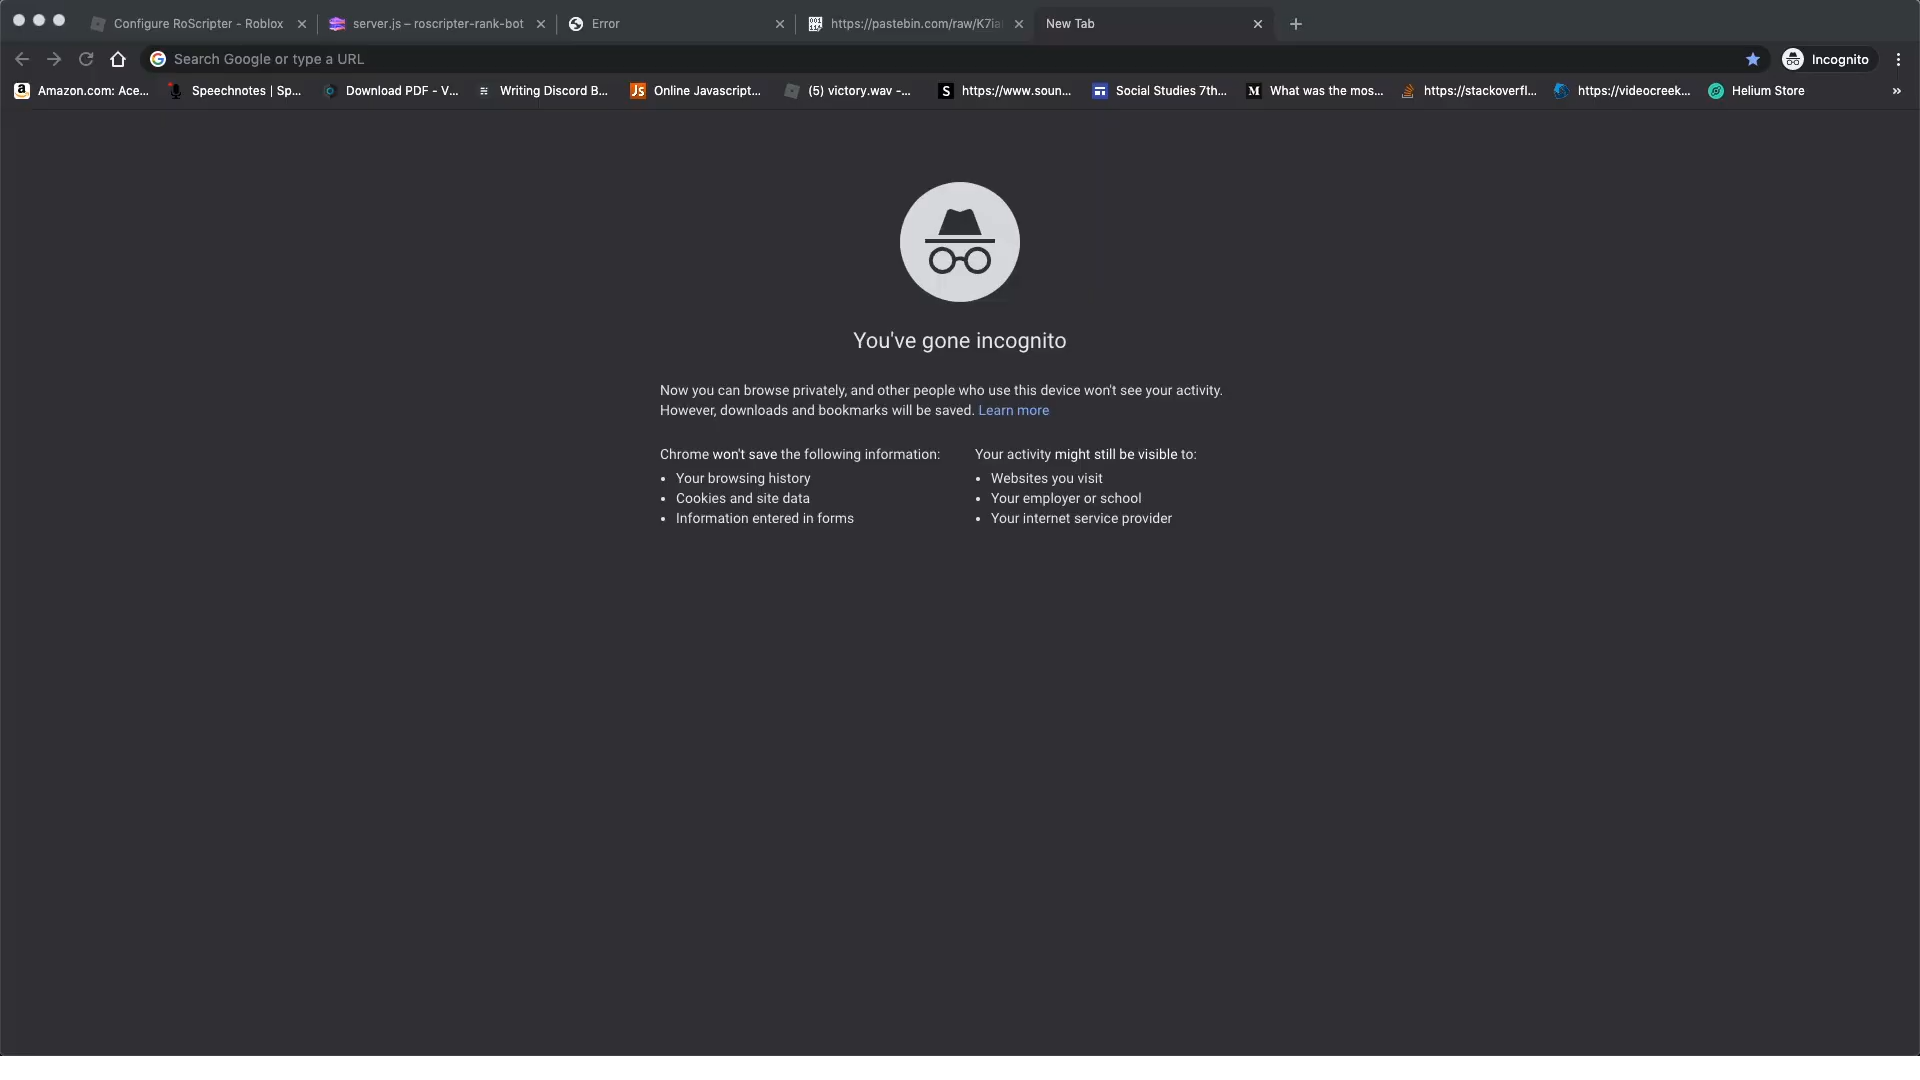 Configure RoScripter - Roblox
server.js – roscripter-rank-bot
Error
https://pastebin.com/raw/K7ia
New Tab
Search Google or type a URL
Incognito
Amazon.com: Ace...
Speechnotes | Sp...
Download PDF - V...
Writing Discord B...
Online Javascript...
(5) victory.wav -...
https://www.soun...
Social Studies 7th...
What was the mos...
https://stackoverfl...
https://videocreek...
Helium Store
»
You've gone incognito
Now you can browse privately, and other people who use this device won't see your activity.
However, downloads and bookmarks will be saved. Learn more
Chrome won't save the following information:
• Your browsing history
• Cookies and site data
• Information entered in forms
Your activity might still be visible to:
• Websites you visit
• Your employer or school
• Your internet service provider